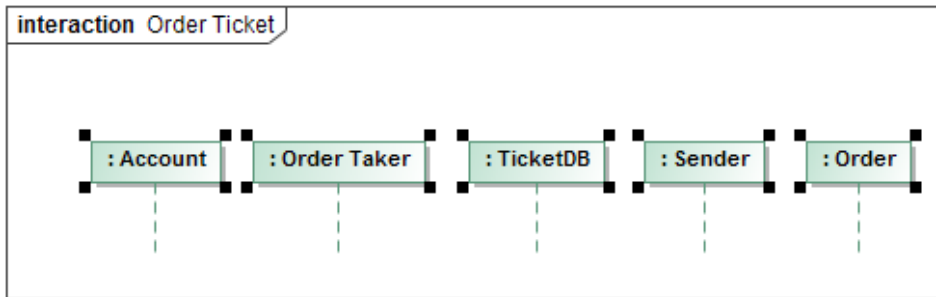 interaction Order Ticket
: Account
: Order Taker
: TicketDB
: Sender
: Order